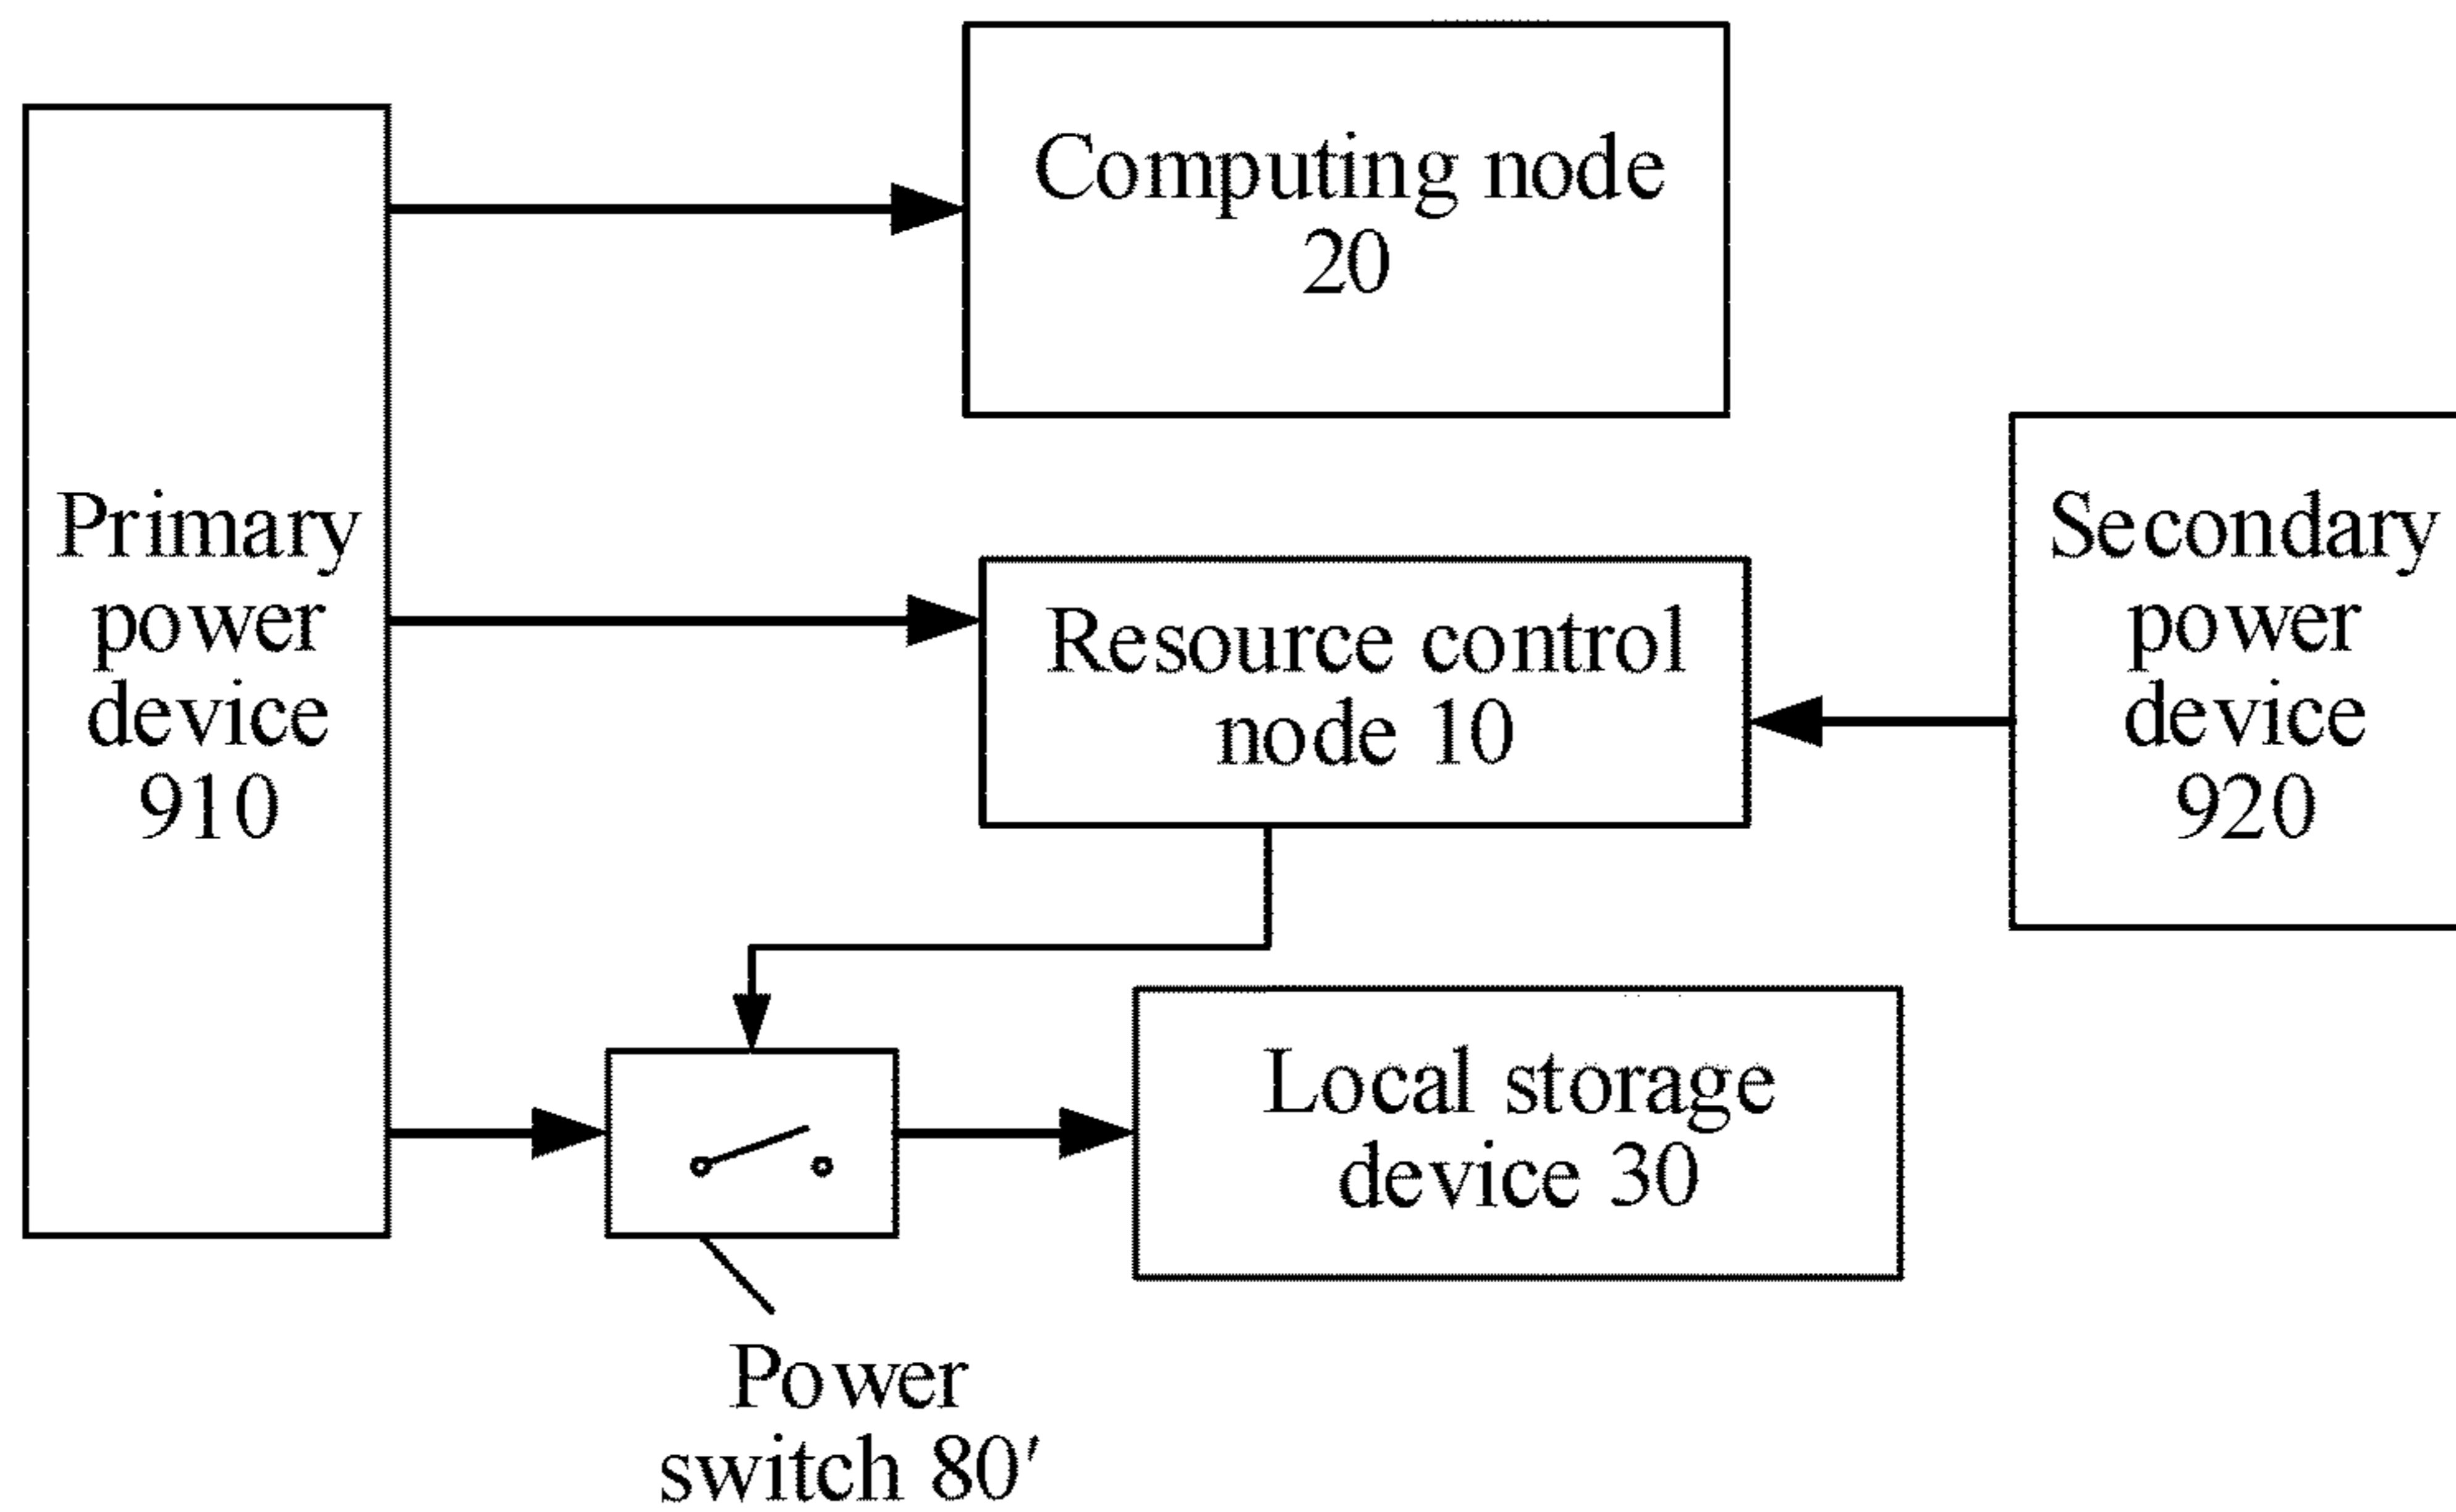 Computing node
20
Primary
power
device
910
Resource control
node 10
Secondary
power
device
920
Local storage
device 30
Power
switch 80′